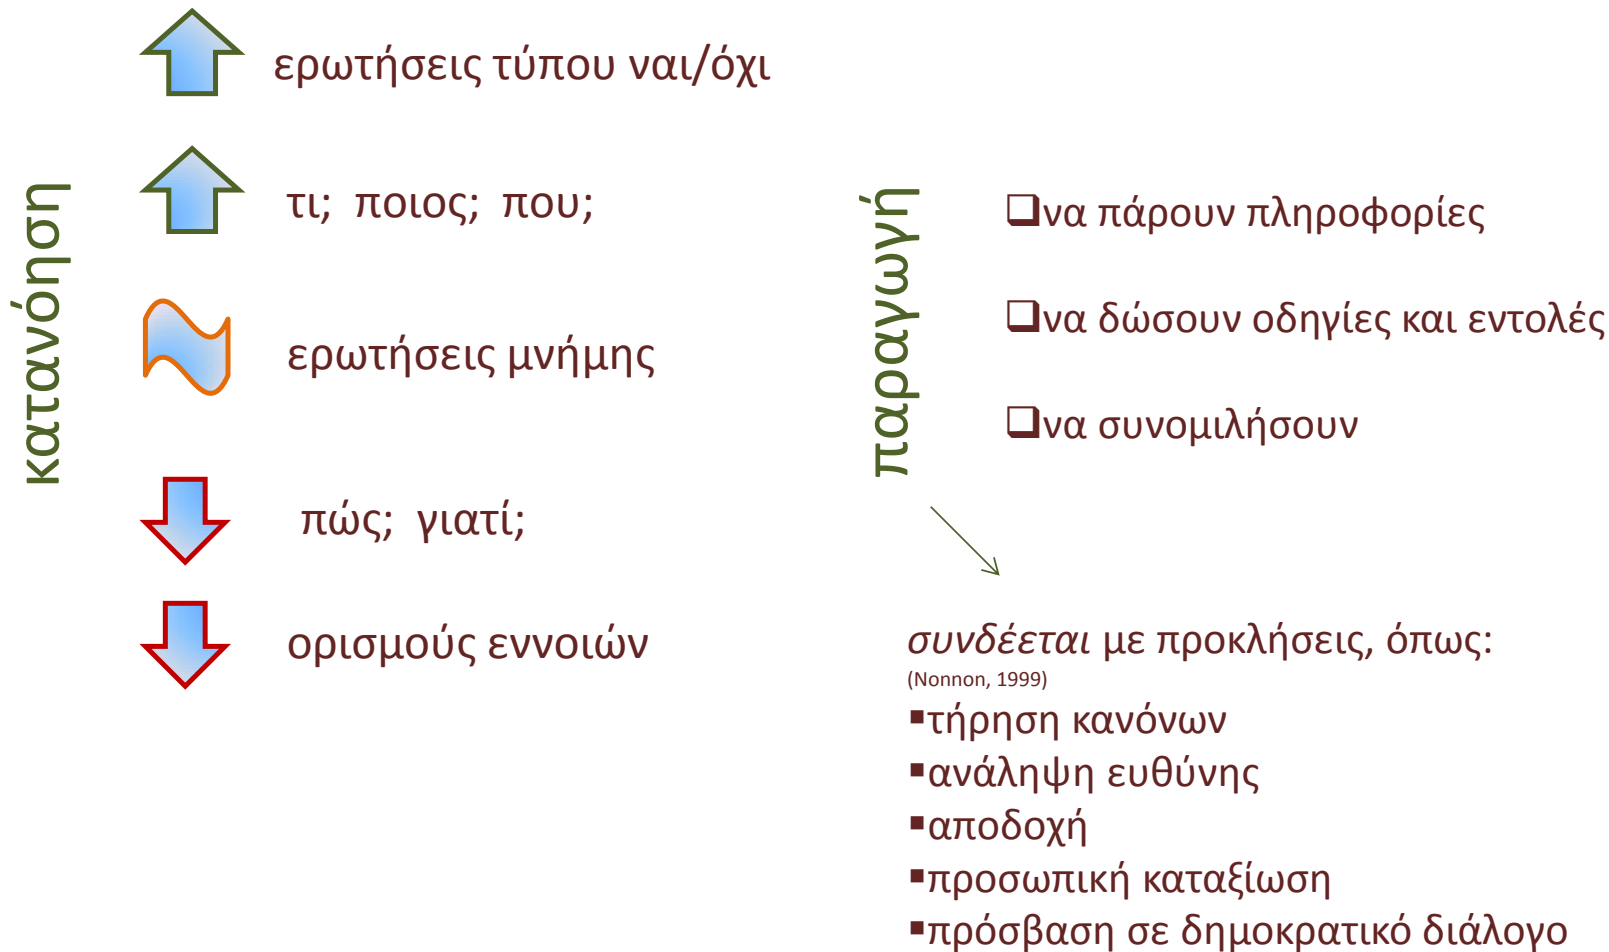 κατανόηση
ερωτήσεις τύπου ναι/όχι
τι; ποιος; που;
ερωτήσεις μνήμης
πώς; γιατί;
ορισμούς εννοιών
παραγωγή
να πάρουν πληροφορίες
να δώσουν οδηγίες και εντολές
να συνομιλήσουν
συνδέεται με προκλήσεις, όπως:
(Nonnon, 1999)
τήρηση κανόνων
ανάληψη ευθύνης
αποδοχή
προσωπική καταξίωση
πρόσβαση σε δημοκρατικό διάλογο